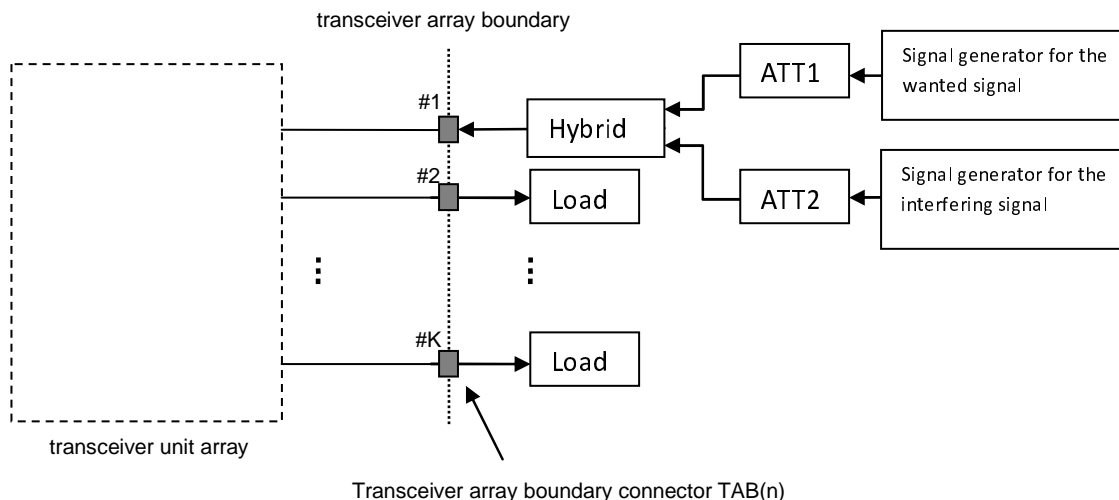 transceiver array boundary
#1
Hybrid
ATT1
Signal generator for the
wanted signal
#2
Load
ATT2
Signal generator for the
interfering signal
#K
Load
transceiver unit array
Transceiver array boundary connector TAB(n)